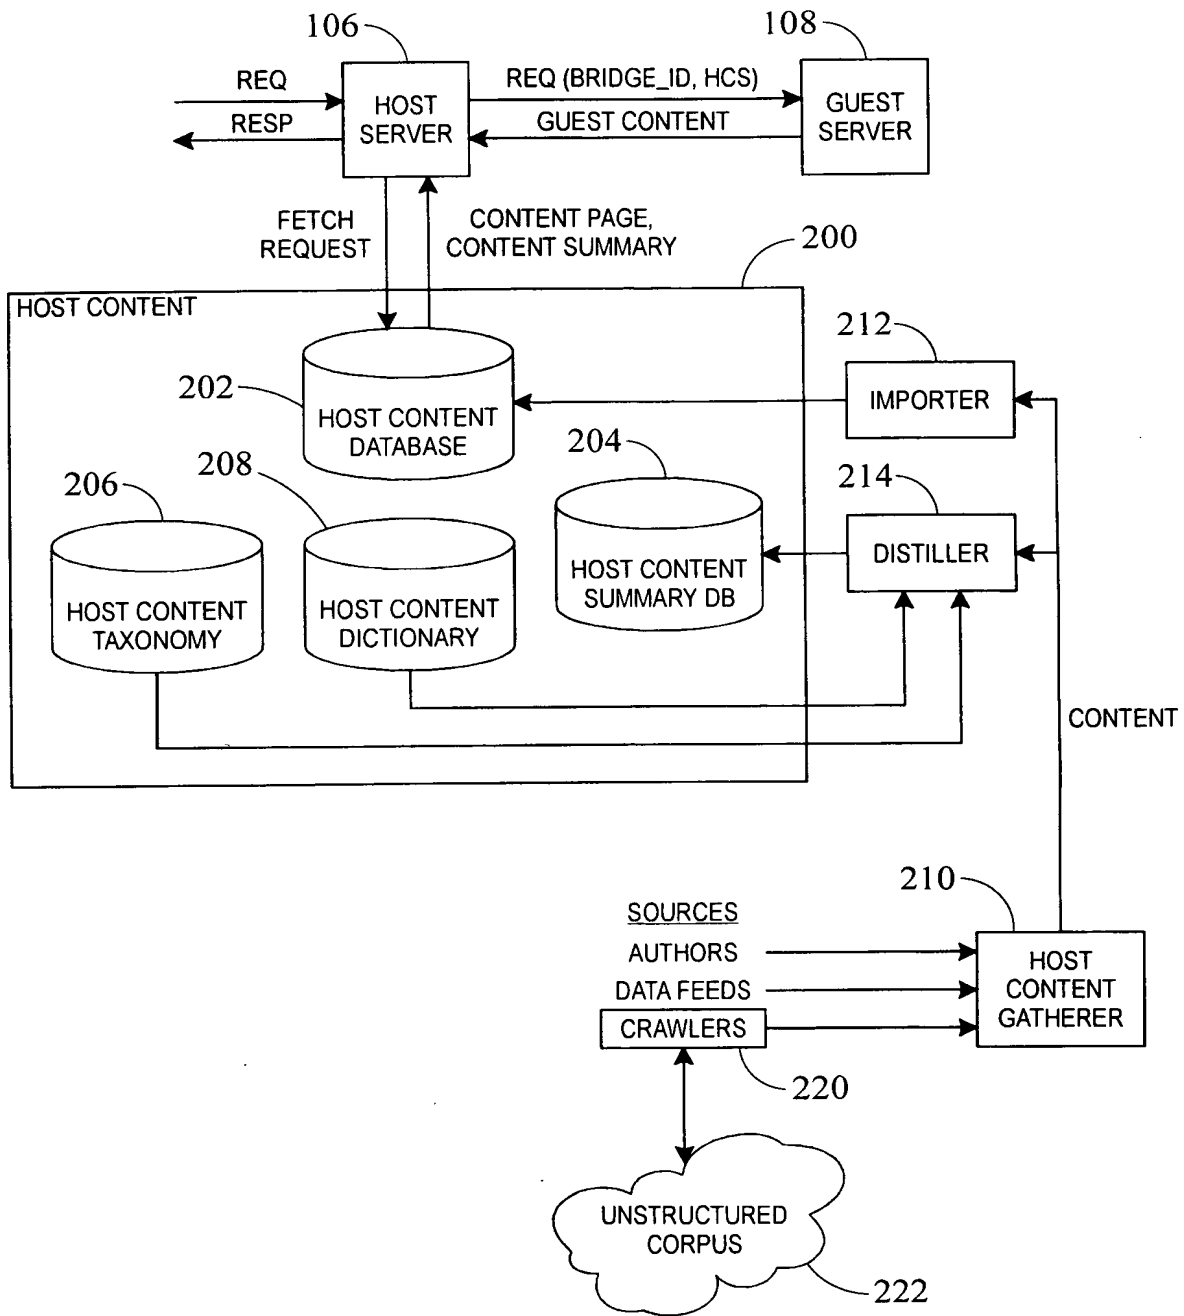 106
108
REQ
RESP
HOST
SERVER
REQ (BRIDGE_ID, HCS)
GUEST CONTENT
GUEST
SERVER
FETCH
REQUEST
CONTENT PAGE,
CONTENT SUMMARY
200
HOST CONTENT
202
HOST CONTENT
DATABASE
212
IMPORTER
206
208
204
214
HOST CONTENT
TAXONOMY
HOST CONTENT
DICTIONARY
HOST CONTENT
SUMMARY DB
DISTILLER
CONTENT
210
SOURCES
AUTHORS
DATA FEEDS
CRAWLERS
HOST
CONTENT
GATHERER
220
UNSTRUCTURED
CORPUS
222